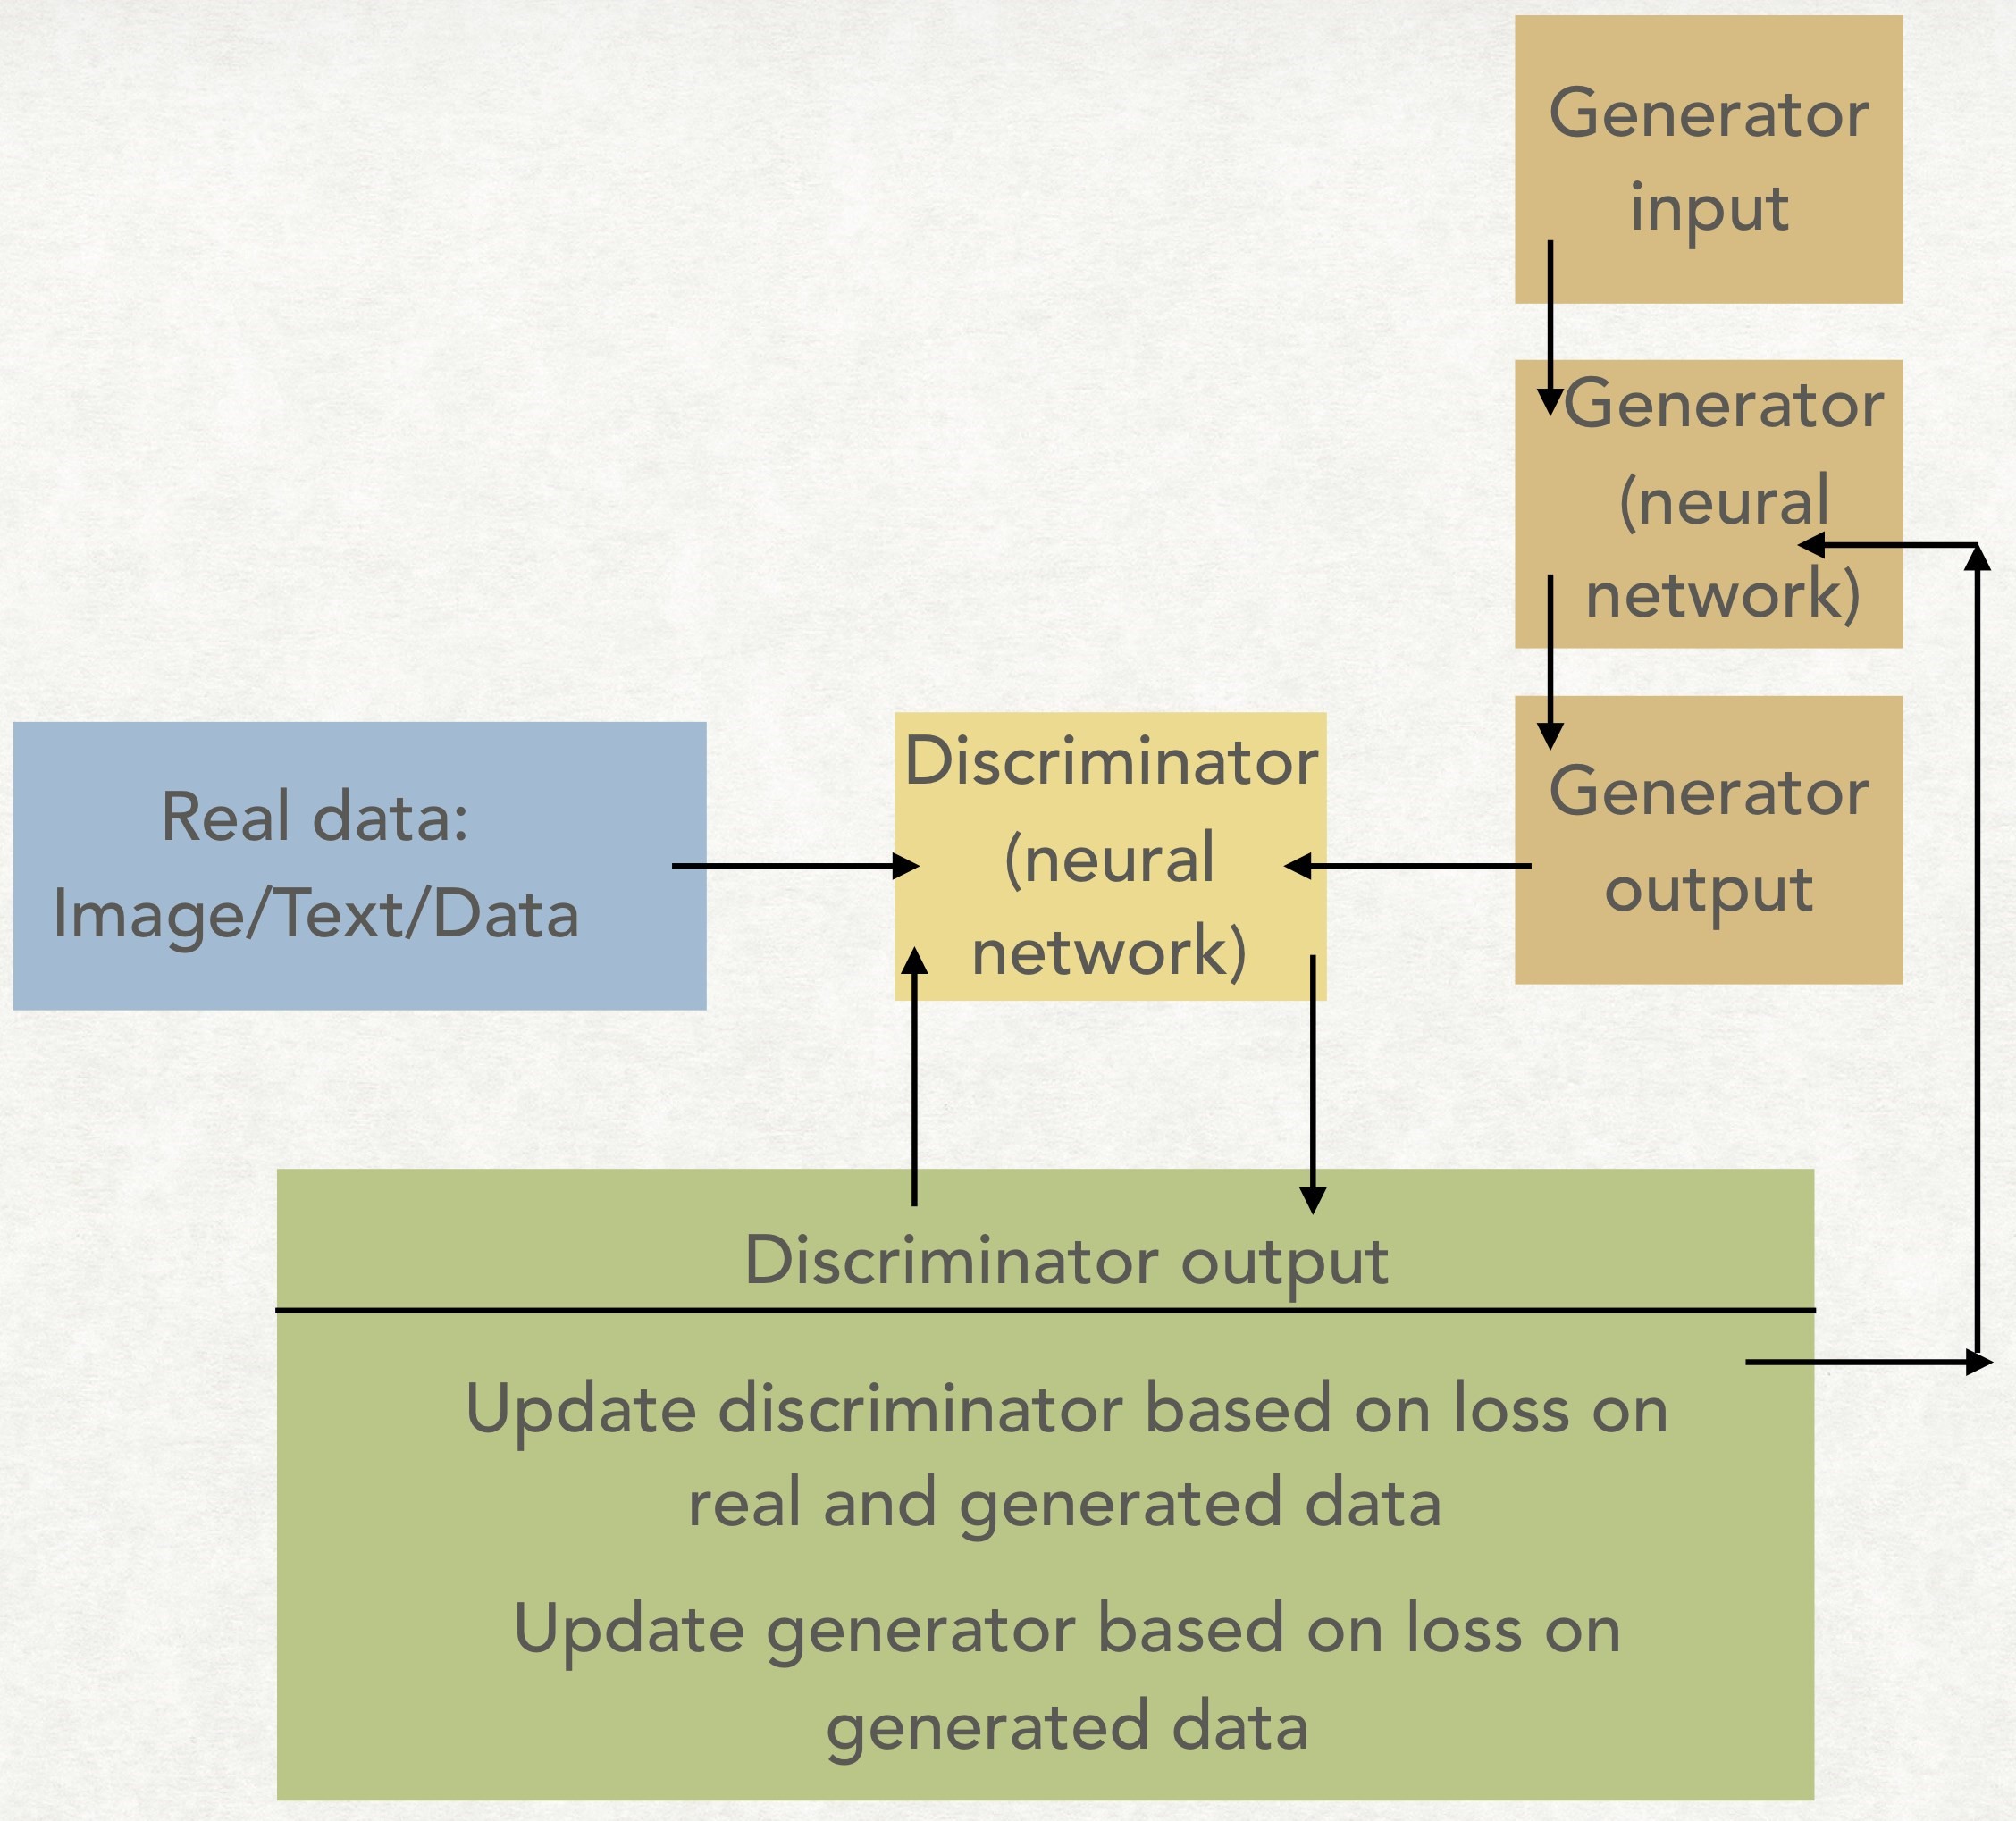 Generator
input
Generator
(neural
network)
Real data:
Image/Text/Data
Discriminator
(neural
network)
Generator
output
Discriminator output
Update discriminator based on loss on
real and generated data
Update generator based on loss on
generated data